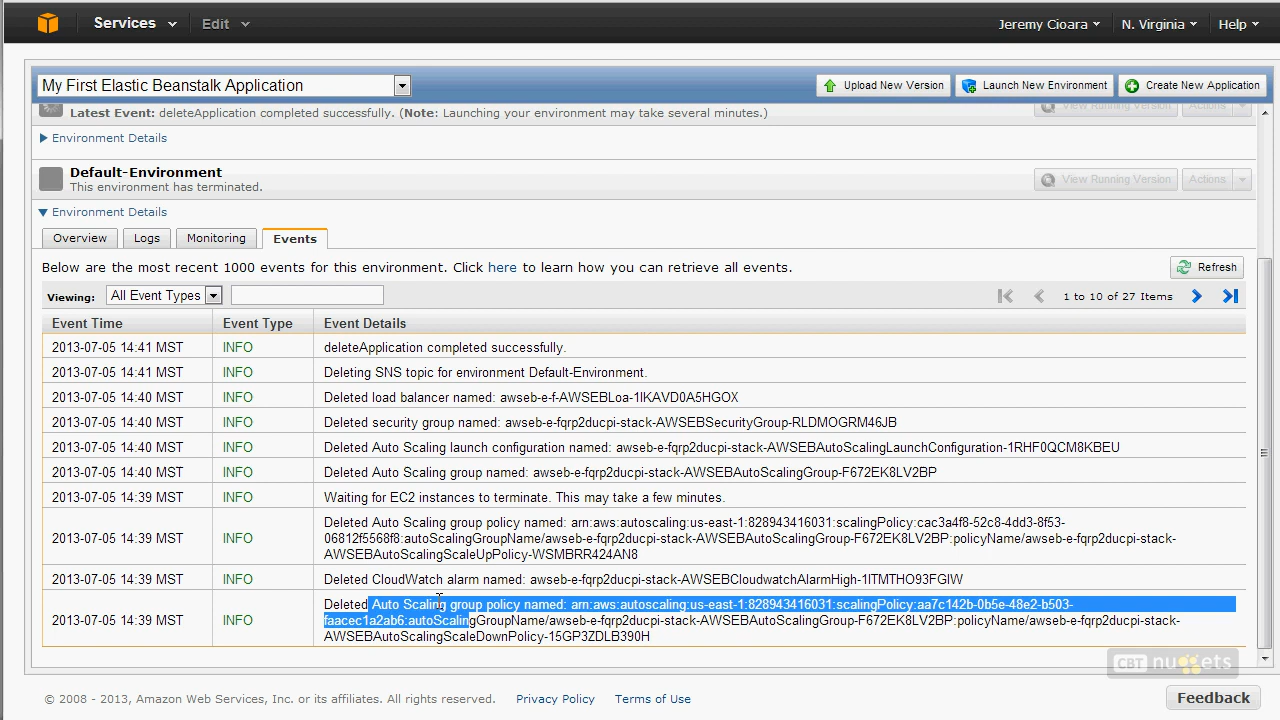 Services Edit Jeremy Cioara N. Virginia Help
My First Elastic Beanstalk Application Upload New Version Launch New Environment Create New Application
Latest Event: deleteApplication completed successfully. (Note: Launching your environment may take several minutes.) View Running Version Actions
Environment Details
Default-Environment
This environment has terminated. View Running Version Actions
Environment Details
Overview Logs Monitoring Events
Below are the most recent 1000 events for this environment. Click here to learn how you can retrieve all events. Refresh
Viewing: All Event Types 1 to 10 of 27 Items
Event Time Event Type Event Details
2013-07-05 14:41 MST INFO deleteApplication completed successfully.
2013-07-05 14:41 MST INFO Deleting SNS topic for environment Default-Environment.
2013-07-05 14:40 MST INFO Deleted load balancer named: awseb-e-f-AWSEBLoa-1IKAVD0A5HGOX
2013-07-05 14:40 MST INFO Deleted security group named: awseb-e-fqrp2ducpi-stack-AWSEBSecurityGroup-RLDMOGRM46JB
2013-07-05 14:40 MST INFO Deleted Auto Scaling launch configuration named: awseb-e-fqrp2ducpi-stack-AWSEBAutoScalingLaunchConfiguration-1RHF0QCM8KBEU
2013-07-05 14:40 MST INFO Deleted Auto Scaling group named: awseb-e-fqrp2ducpi-stack-AWSEBAutoScalingGroup-F672EK8LV2BP
2013-07-05 14:39 MST INFO Waiting for EC2 instances to terminate. This may take a few minutes.
Deleted Auto Scaling group policy named: arn:aws:autoscaling:us-east-1:828943416031:scalingPolicy:cac3a4f8-52c8-4dd3-8f53-
2013-07-05 14:39 MST INFO 06812f5568f8:autoScalingGroupName/awseb-e-fqrp2ducpi-stack-AWSEBAutoScalingGroup-F672EK8LV2BP:policyName/awseb-e-fqrp2ducpi-stack-
AWSEBAutoScalingScaleUpPolicy-WSMBRR424AN8
2013-07-05 14:39 MST INFO Deleted CloudWatch alarm named: awseb-e-fqrp2ducpi-stack-AWSEBCloudwatchAlarmHigh-1ITMTHO93FGIW
Deleted Auto Scaling group policy named: arn:aws:autoscaling:us-east-1:828943416031:scalingPolicy:aa7c142b-0b5e-48e2-b503-
2013-07-05 14:39 MST INFO faacec1a2ab6:autoScalingGroupName/awseb-e-fqrp2ducpi-stack-AWSEBAutoScalingGroup-F672EK8LV2BP:policyName/awseb-e-fqrp2ducpi-stack-
AWSEBAutoScalingScaleDownPolicy-15GP3ZDLB390H
CBT nuggets
© 2008 - 2013, Amazon Web Services, Inc. or its affiliates. All rights reserved. Privacy Policy Terms of Use Feedback